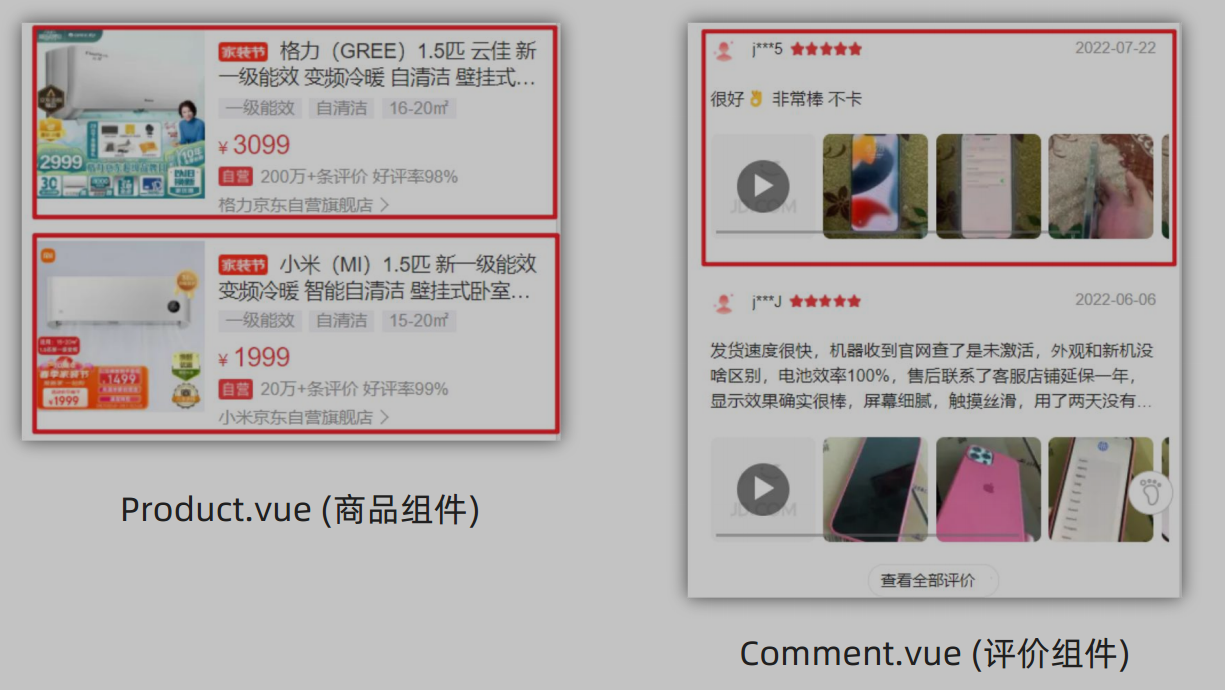 家装节 格力（GREE）1.5匹 云佳 新
一级能效 变频冷暖 自清洁 壁挂式…
一级能效 自清洁 16-20㎡
¥3099
自营 200万+条评价 好评率98%
格力京东自营旗舰店 >
2999
家装节 小米（MI）1.5匹 新一级能效
变频冷暖 智能自清洁 壁挂式卧室…
一级能效 自清洁 15-20㎡
¥1999
自营 20万+条评价 好评率99%
小米京东自营旗舰店 >
1499
¥1999
Product.vue (商品组件)
j***5 ★★★★★ 2022-07-22
很好👌 非常棒 不卡
JD.COM
j***J ★★★★★ 2022-06-06
发货速度很快，机器收到官网查了是未激活，外观和新机没
啥区别，电池效率100%，售后联系了客服店铺延保一年，
显示效果确实很棒，屏幕细腻，触摸丝滑，用了两天没有…
JD.COM
查看全部评价
Comment.vue (评价组件)